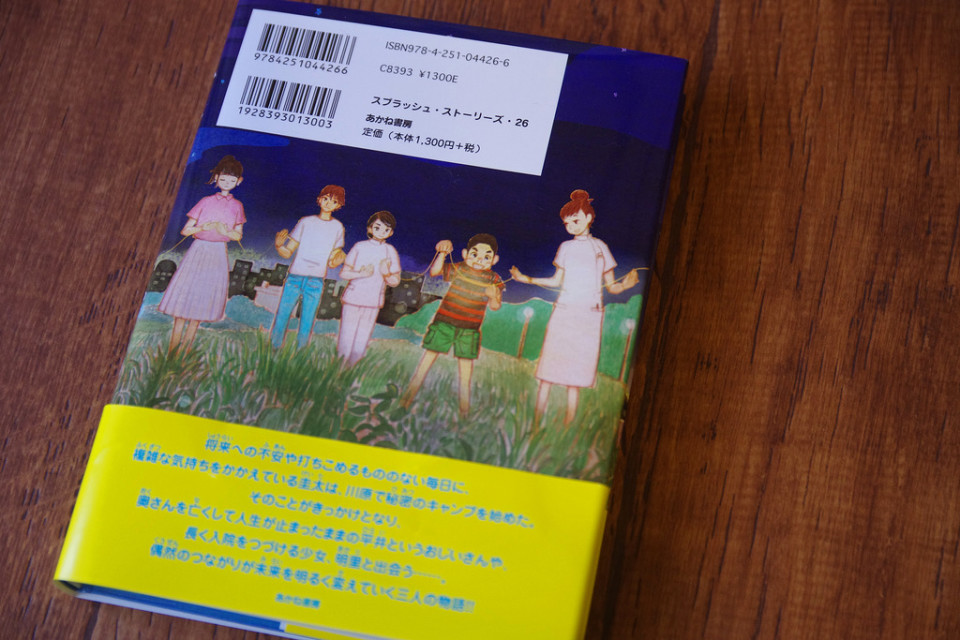 ISBN978-4-251-04426-6
9784251044266
C8393 ¥1300E
1928393013003
スプラッシュ・ストーリーズ・26
あかね書房
定価（本体1,300円+税）
将来への不安や打ちこめるもののない毎日に、
複雑な気持ちをかかえている圭太は、川原で秘密のキャンプを始めた。
そのことがきっかけとなり、
奥さんを亡くして人生が止まったままの平井というおじいさんや、
長く入院をつづける少女、明里と出会う――。
偶然のつながりが未来を明るく変えていく三人の物語!!
あかね書房